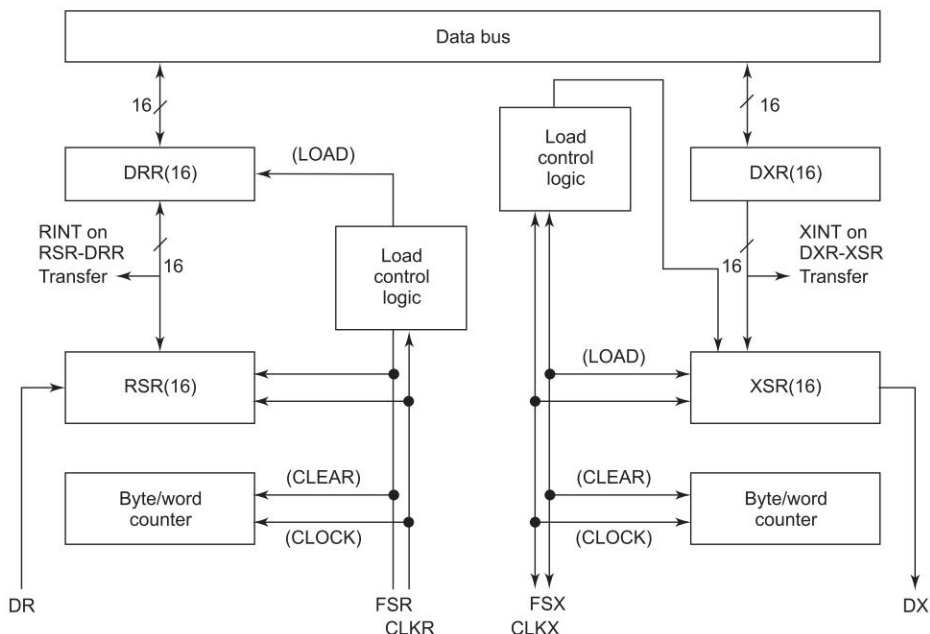 Data bus
16
16
DRR(16)
(LOAD)
Load
control
logic
DXR(16)
RINT on
RSR-DRR
Transfer
16
Load
control
logic
16
XINT on
DXR-XSR
Transfer
RSR(16)
(LOAD)
XSR(16)
Byte/word
counter
(CLEAR)
(CLOCK)
(CLEAR)
(CLOCK)
Byte/word
counter
DR
FSR
CLKR
FSX
CLKX
DX